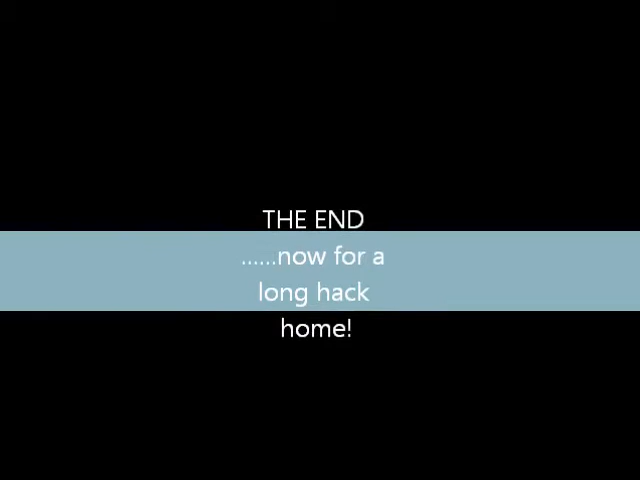 THE END
......now for a
long hack
home!